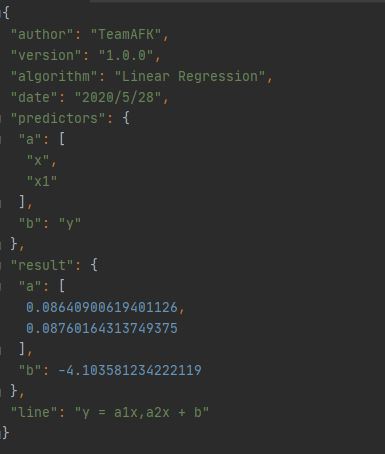 {
"author": "TeamAFK",
"version": "1.0.0",
"algorithm": "Linear Regression",
"date": "2020/5/28",
"predictors": {
"a": [
"x",
"x1"
],
"b": "y"
},
"result": {
"a": [
0.08640900619401126,
0.08760164313749375
],
"b": -4.103581234222119
},
"line": "y = a1x,a2x + b"
}